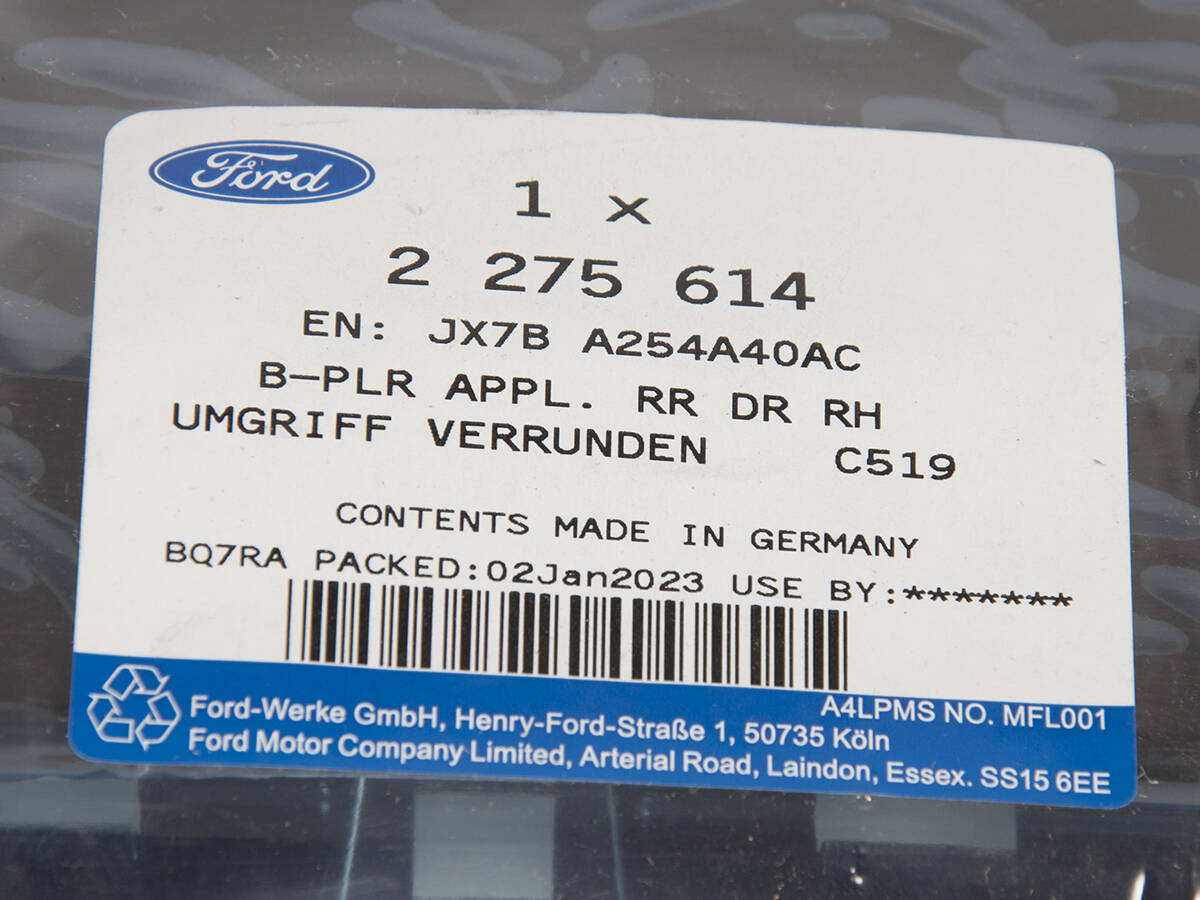 Ford
1 x
2 275 614
EN: JX7B A254A40AC
B-PLR APPL. RR DR RH
UMGRIFF VERRUNDEN C519
CONTENTS MADE IN GERMANY
BQ7RA PACKED:02Jan2023 USE BY:*******
A4LPMS NO. MFL001
Ford-Werke GmbH, Henry-Ford-Straße 1, 50735 Köln
Ford Motor Company Limited, Arterial Road, Laindon, Essex. SS15 6EE